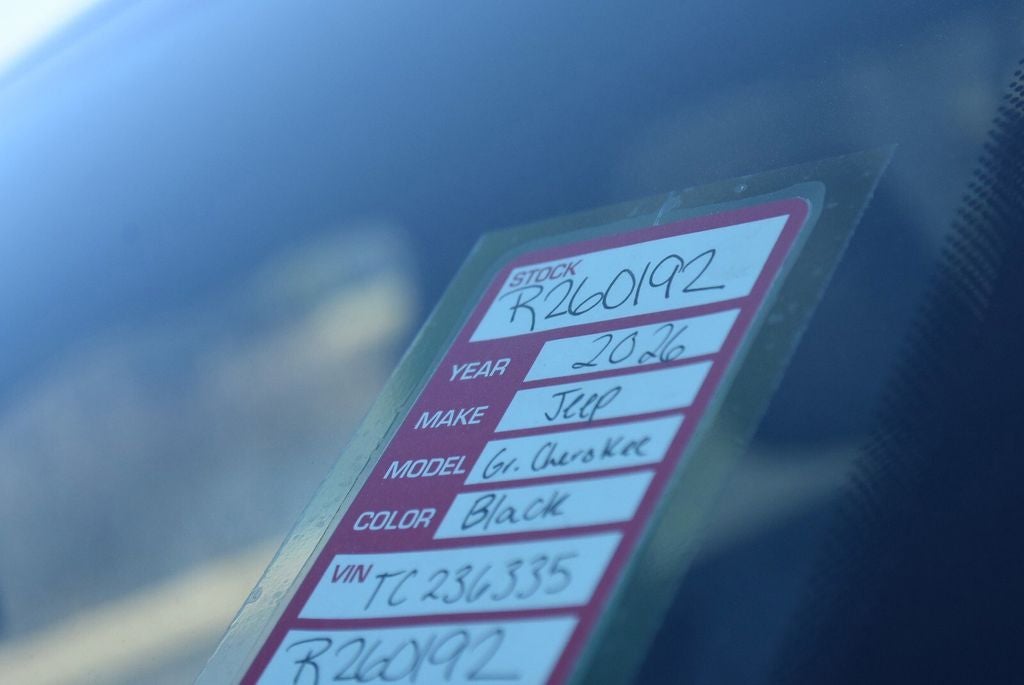 STOCK
R260192
YEAR 2026
MAKE Jeep
MODEL Gr. Cherokee
COLOR Black
VIN TC236335
R260192